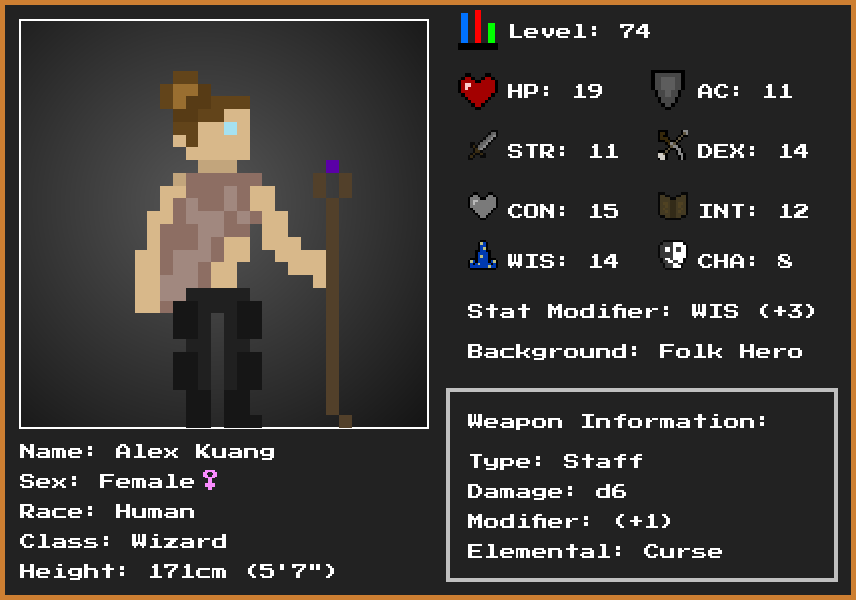 Level: 74
HP: 19
AC: 11
STR: 11
DEX: 14
CON: 15
INT: 12
WIS: 14
CHA: 8
Stat Modifier: WIS (+3)
Background: Folk Hero
Weapon Information:
Type: Staff
Damage: d6
Modifier: (+1)
Elemental: Curse
Name: Alex Kuang
Sex: Female♀
Race: Human
Class: Wizard
Height: 171cm (5'7")